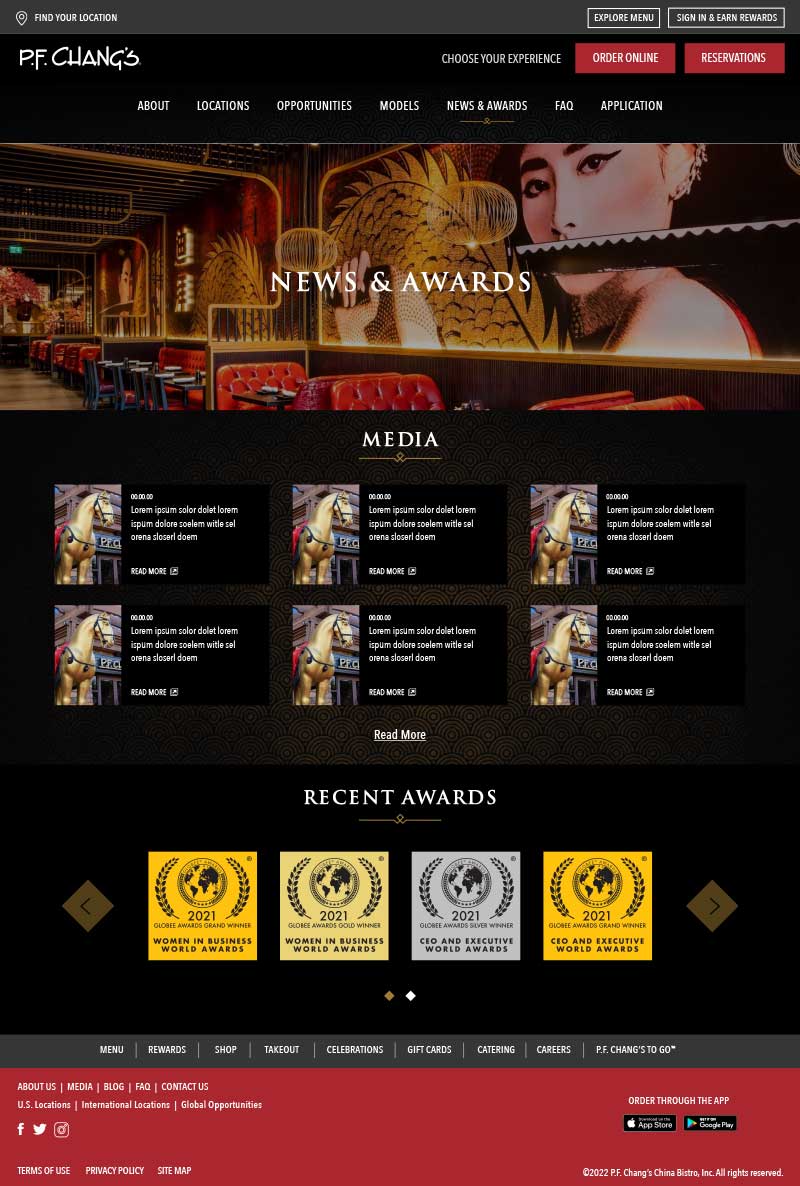 FIND YOUR LOCATION
EXPLORE MENU
SIGN IN & EARN REWARDS
P.F. CHANG'S
CHOOSE YOUR EXPERIENCE
ORDER ONLINE
RESERVATIONS
ABOUT LOCATIONS OPPORTUNITIES MODELS NEWS & AWARDS FAQ APPLICATION
NEWS & AWARDS
MEDIA
00.00.00
Lorem ipsum solor dolet lorem
ispum dolore soelem witle sel
orena sloserl doem
READ MORE
00.00.00
Lorem ipsum solor dolet lorem
ispum dolore soelem witle sel
orena sloserl doem
READ MORE
00.00.00
Lorem ipsum solor dolet lorem
ispum dolore soelem witle sel
orena sloserl doem
READ MORE
00.00.00
Lorem ipsum solor dolet lorem
ispum dolore soelem witle sel
orena sloserl doem
READ MORE
00.00.00
Lorem ipsum solor dolet lorem
ispum dolore soelem witle sel
orena sloserl doem
READ MORE
00.00.00
Lorem ipsum solor dolet lorem
ispum dolore soelem witle sel
orena sloserl doem
READ MORE
Read More
RECENT AWARDS
2021
GLOBEE AWARDS GRAND WINNER
WOMEN IN BUSINESS
WORLD AWARDS
2021
GLOBEE AWARDS GOLD WINNER
WOMEN IN BUSINESS
WORLD AWARDS
2021
GLOBEE AWARDS SILVER WINNER
CEO AND EXECUTIVE
WORLD AWARDS
2021
GLOBEE AWARDS GRAND WINNER
CEO AND EXECUTIVE
WORLD AWARDS
MENU | REWARDS | SHOP | TAKEOUT | CELEBRATIONS | GIFT CARDS | CATERING | CAREERS | P.F. CHANG'S TO GO℠
ABOUT US | MEDIA | BLOG | FAQ | CONTACT US
U.S. Locations | International Locations | Global Opportunities
ORDER THROUGH THE APP
Download on the
App Store
GET IT ON
Google Play
TERMS OF USE PRIVACY POLICY SITE MAP
©2022 P.F. Chang's China Bistro, Inc. All rights reserved.